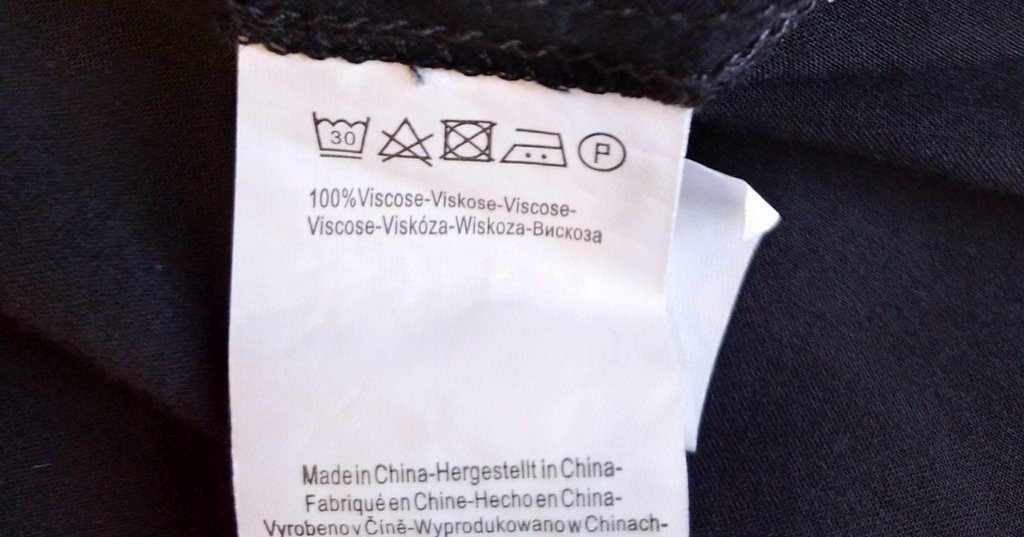 30 P
100%Viscose-Viskose-Viscose-
Viscose-Viskóza-Wiskoza-Вискоза
Made in China-Hergestellt in China-
Fabriqué en Chine-Hecho en China-
Vyrobeno v Číně-Wyprodukowano w Chinach-